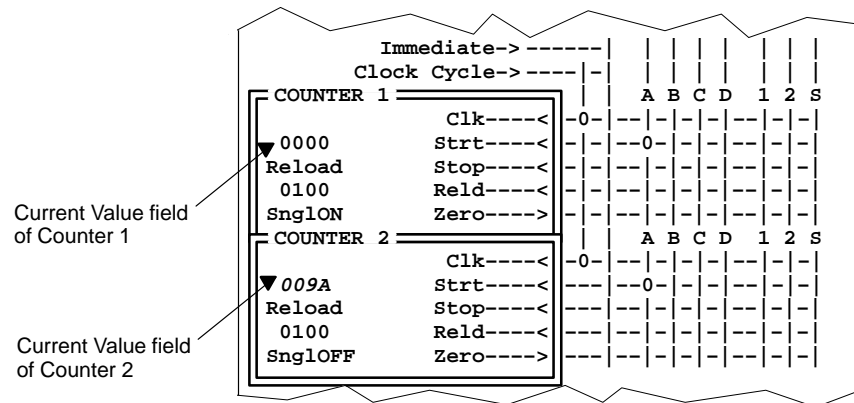 Immediate-> ------| | | | | | | |
Clock Cycle-> ----|-| | | | | | | |
COUNTER 1 | | A B C D 1 2 S
Clk----< -0-|--|-|-|-|--|-|-|
0000 Strt----< -|-|--0-|-|-|--|-|-|
Reload Stop----< -|-|--|-|-|-|--|-|-|
0100 Reld----< -|-|--|-|-|-|--|-|-|
SnglON Zero----> -|-|--|-|-|-|--|-|-|
COUNTER 2 | | A B C D 1 2 S
Clk----< -0-|--|-|-|-|--|-|-|
009A Strt----< ---|--0-|-|-|--|-|-|
Reload Stop----< ---|--|-|-|-|--|-|-|
0100 Reld----< ---|--|-|-|-|--|-|-|
SnglOFF Zero----> ---|--|-|-|-|--|-|-|
Current Value field
of Counter 1
Current Value field
of Counter 2